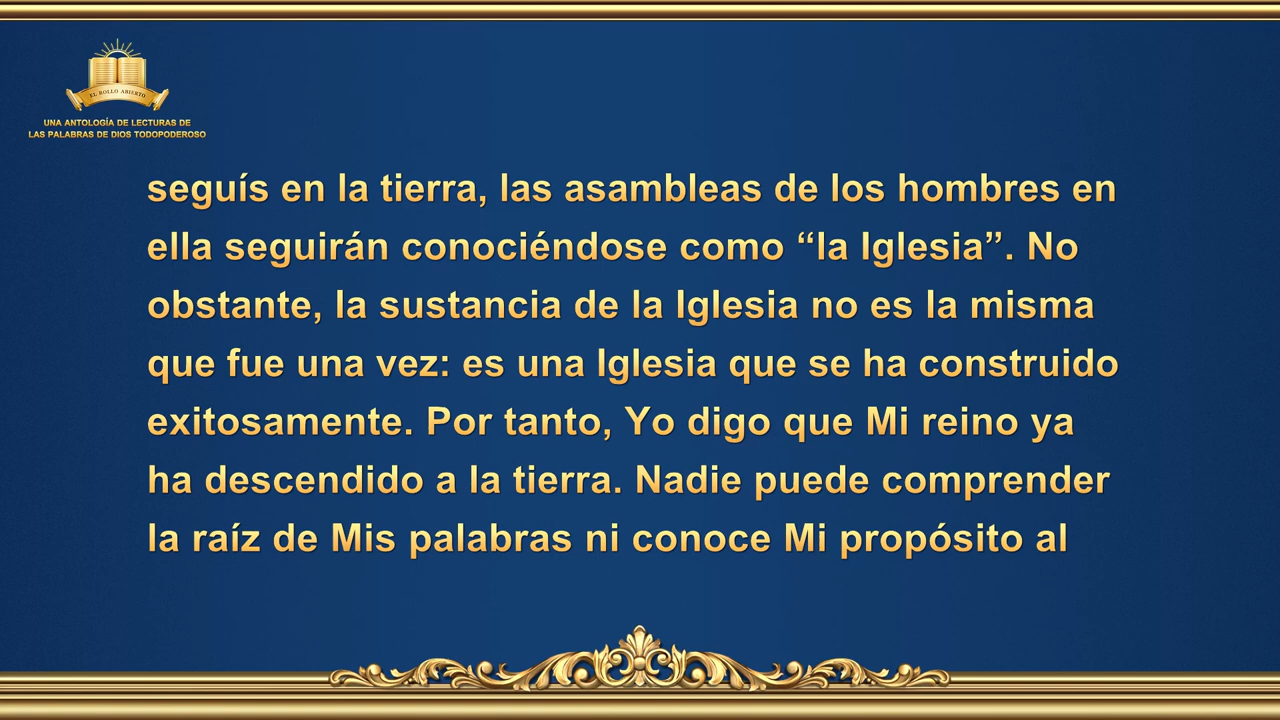 EL ROLLO ABIERTO
UNA ANTOLOGÍA DE LECTURAS DE
LAS PALABRAS DE DIOS TODOPODEROSO
seguís en la tierra, las asambleas de los hombres en
ella seguirán conociéndose como “la Iglesia”. No
obstante, la sustancia de la Iglesia no es la misma
que fue una vez: es una Iglesia que se ha construido
exitosamente. Por tanto, Yo digo que Mi reino ya
ha descendido a la tierra. Nadie puede comprender
la raíz de Mis palabras ni conoce Mi propósito al